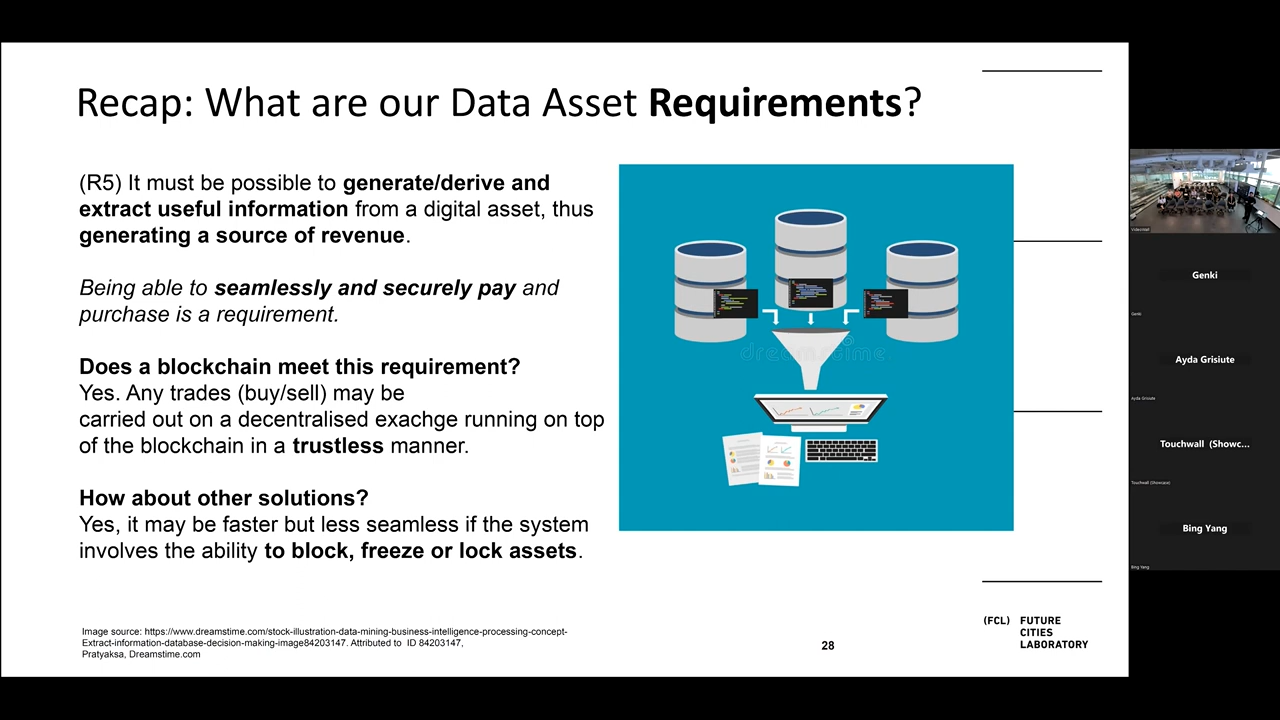 Recap: What are our Data Asset Requirements?
(R5) It must be possible to generate/derive and
extract useful information from a digital asset, thus
generating a source of revenue.
Being able to seamlessly and securely pay and
purchase is a requirement.
Does a blockchain meet this requirement?
Yes. Any trades (buy/sell) may be
carried out on a decentralised exachge running on top
of the blockchain in a trustless manner.
How about other solutions?
Yes, it may be faster but less seamless if the system
involves the ability to block, freeze or lock assets.
dreamstime
Image source: https://www.dreamstime.com/stock-illustration-data-mining-business-intelligence-processing-concept-
Extract-information-database-decision-making-image84203147. Attributed to ID 84203147,
Pratyaksa, Dreamstime.com
28
(FCL) FUTURE
CITIES
LABORATORY
Genki
Genki
Ayda Grisiute
Ayda Grisiute
Touchwall (Showc...
Touchwall (Showcase)
Bing Yang
Bing Yang